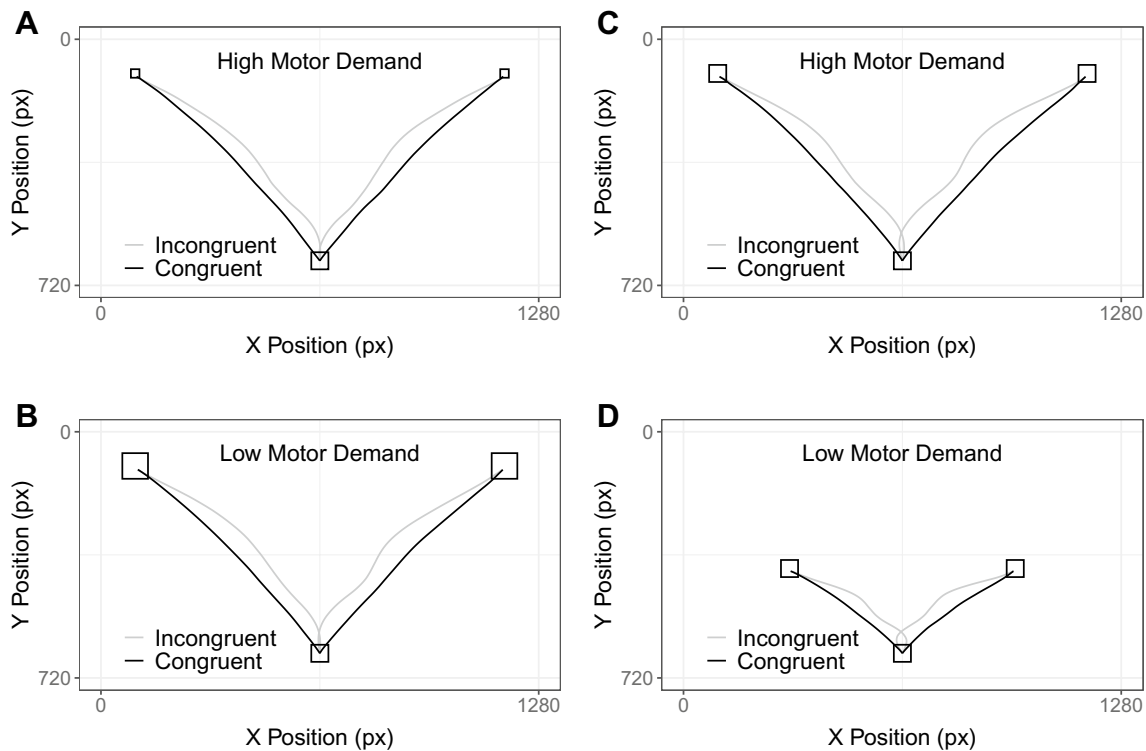 A
0
High Motor Demand
Y Position (px)
Incongruent
Congruent
720
0
1280
X Position (px)
C
0
High Motor Demand
Y Position (px)
Incongruent
Congruent
720
0
1280
X Position (px)
B
0
Low Motor Demand
Y Position (px)
Incongruent
Congruent
720
0
1280
X Position (px)
D
0
Low Motor Demand
Y Position (px)
Incongruent
Congruent
720
0
1280
X Position (px)